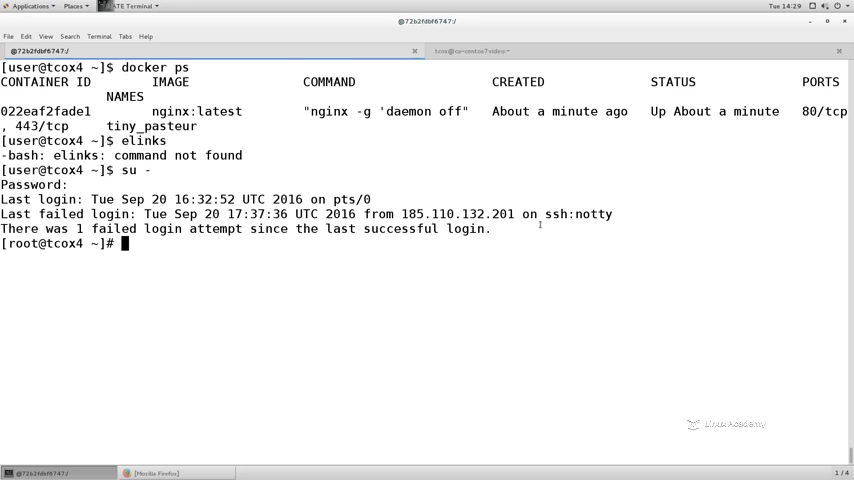 Applications Places MATE Terminal Tue 14:29
@72b2fdbf6747:/
File Edit View Search Terminal Tabs Help
@72b2fdbf6747:/ tcox@ca-centos7video:~
[user@tcox4 ~]$ docker ps
CONTAINER ID IMAGE COMMAND CREATED STATUS PORTS
NAMES
022eaf2fade1 nginx:latest "nginx -g 'daemon off" About a minute ago Up About a minute 80/tcp
, 443/tcp tiny_pasteur
[user@tcox4 ~]$ elinks
-bash: elinks: command not found
[user@tcox4 ~]$ su -
Password:
Last login: Tue Sep 20 16:32:52 UTC 2016 on pts/0
Last failed login: Tue Sep 20 17:37:36 UTC 2016 from 185.110.132.201 on ssh:notty
There was 1 failed login attempt since the last successful login.
[root@tcox4 ~]#
Linux Academy
@72b2fdbf6747:/ [Mozilla Firefox] 1 / 4